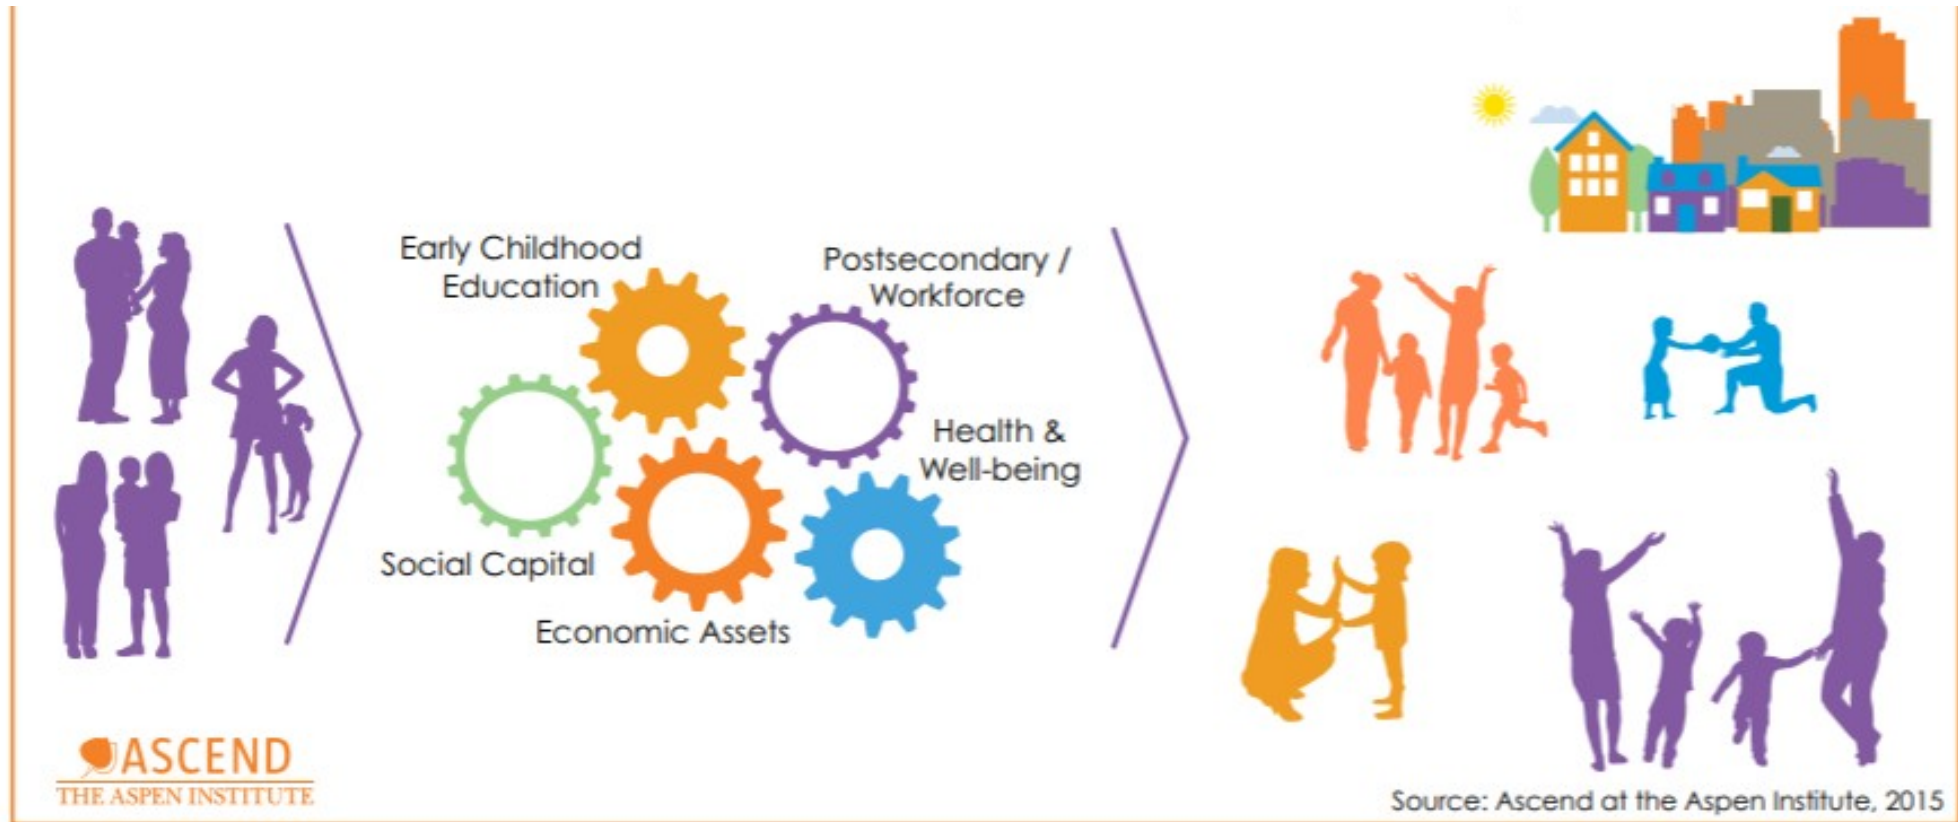 Early Childhood
Education
Postsecondary /
Workforce
Health &
Well-being
Social Capital
Economic Assets
ASCEND
THE ASPEN INSTITUTE
Source: Ascend at the Aspen Institute, 2015